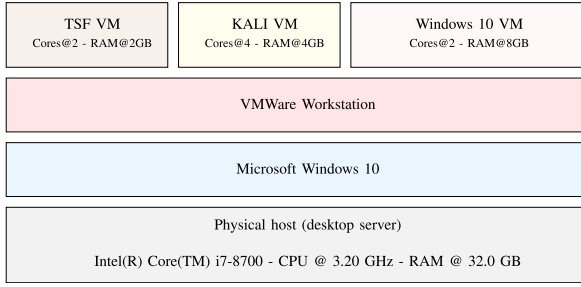 TSF VM
Cores@2 - RAM@2GB
KALI VM
Cores@4 - RAM@4GB
Windows 10 VM
Cores@2 - RAM@8GB
VMWare Workstation
Microsoft Windows 10
Physical host (desktop server)
Intel(R) Core(TM) i7-8700 - CPU @ 3.20 GHz - RAM @ 32.0 GB